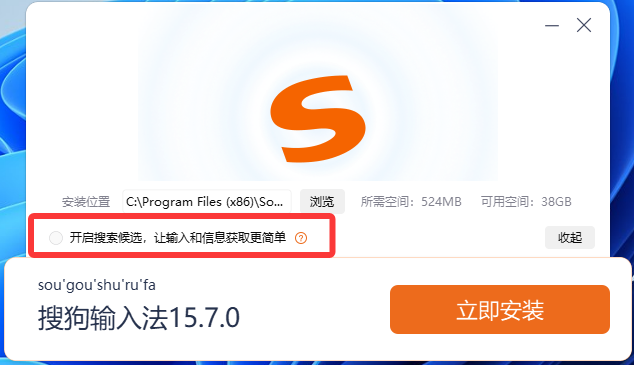 安装位置 C:\Program Files (x86)\So... 浏览 所需空间：524MB 可用空间：38GB
开启搜索候选，让输入和信息获取更简单 ? 收起
sou'gou'shu'ru'fa
搜狗输入法15.7.0
立即安装